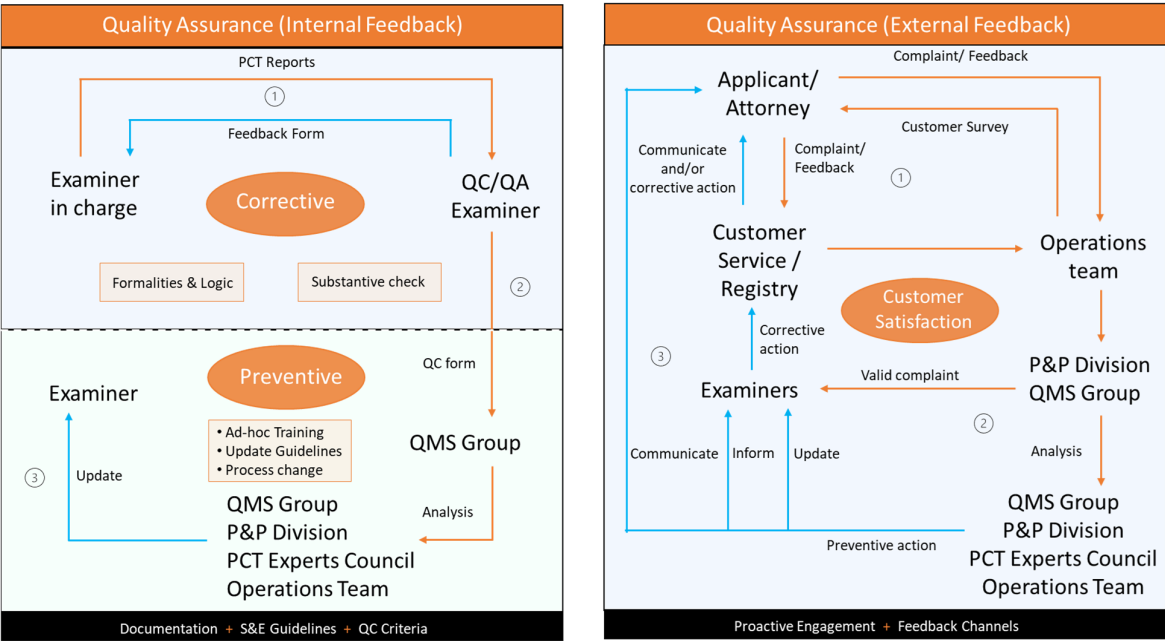 Quality Assurance (Internal Feedback)
PCT Reports
1
Feedback Form
Examiner
in charge
Corrective
QC/QA
Examiner
Formalities & Logic
Substantive check
2
Preventive
QC form
Examiner
• Ad-hoc Training
• Update Guidelines
• Process change
QMS Group
3
Update
Analysis
QMS Group
P&P Division
PCT Experts Council
Operations Team
Documentation + S&E Guidelines + QC Criteria
Quality Assurance (External Feedback)
Complaint/ Feedback
Applicant/
Attorney
Customer Survey
Communicate
and/or
corrective action
Complaint/
Feedback
1
Customer
Service /
Registry
Operations
team
Customer
Satisfaction
Corrective
action
3
Examiners
Valid complaint
P&P Division
QMS Group
2
Communicate
Inform
Update
Analysis
QMS Group
P&P Division
PCT Experts Council
Operations Team
Preventive action
Proactive Engagement + Feedback Channels